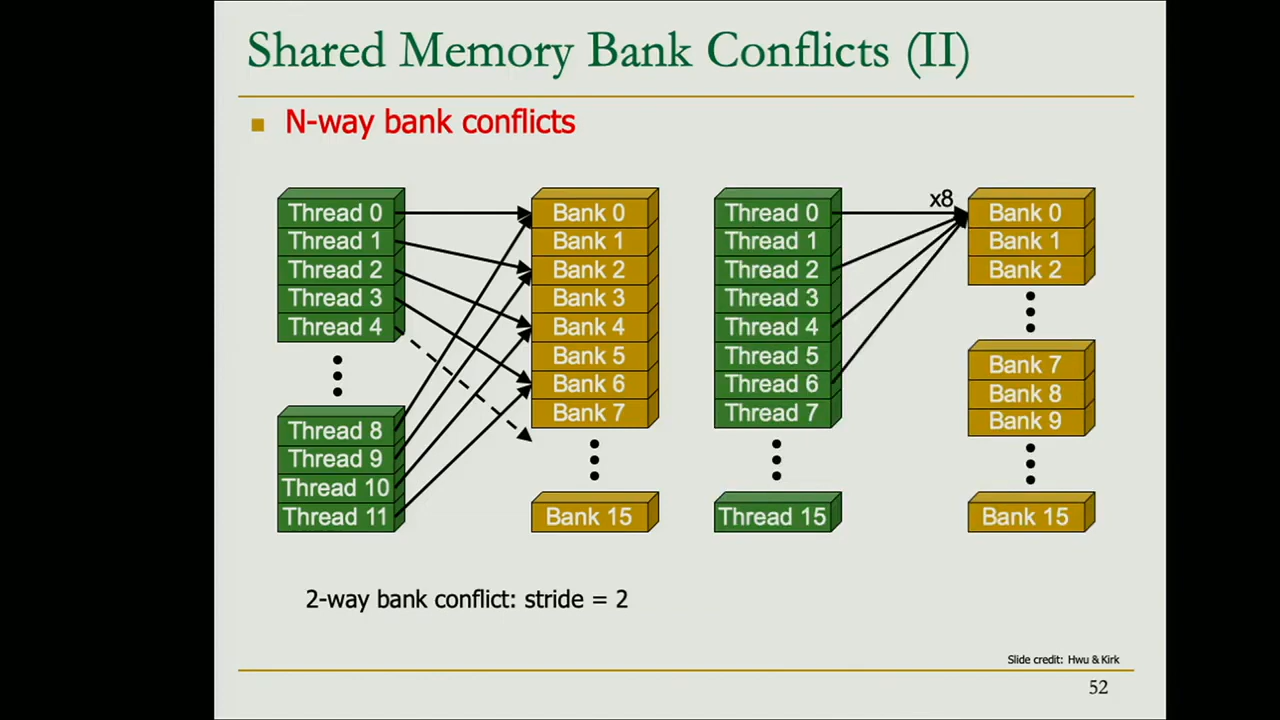 Shared Memory Bank Conflicts (II)
N-way bank conflicts
Thread 0
Thread 1
Thread 2
Thread 3
Thread 4
Thread 8
Thread 9
Thread 10
Thread 11
Bank 0
Bank 1
Bank 2
Bank 3
Bank 4
Bank 5
Bank 6
Bank 7
Bank 15
2-way bank conflict: stride = 2
Thread 0
Thread 1
Thread 2
Thread 3
Thread 4
Thread 5
Thread 6
Thread 7
Thread 15
x8
Bank 0
Bank 1
Bank 2
Bank 7
Bank 8
Bank 9
Bank 15
Slide credit: Hwu & Kirk
52